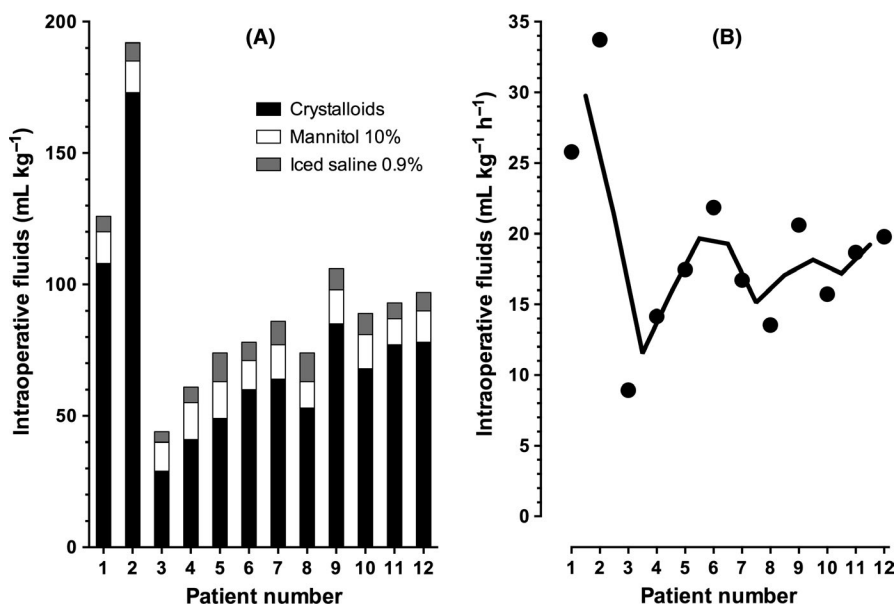 (A)
Intraoperative fluids (mL kg⁻¹)
200
150
100
50
0
Crystalloids
Mannitol 10%
Iced saline 0.9%
1 2 3 4 5 6 7 8 9 10 11 12
Patient number
(B)
Intraoperative fluids (mL kg⁻¹ h⁻¹)
35
30
25
20
15
10
5
0
1 2 3 4 5 6 7 8 9 10 11 12
Patient number